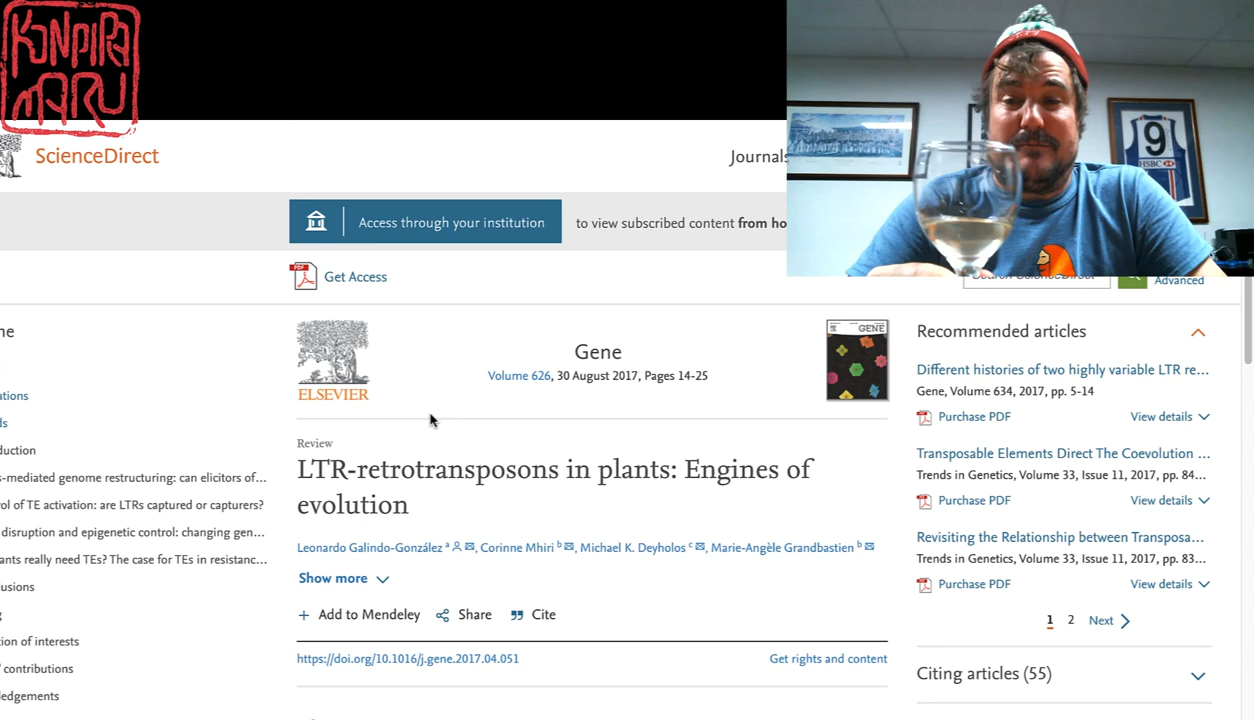 KONPIRA
MARU
ScienceDirect
Journals
Access through your institution
to view subscribed content from ho
9
HSBC
PDF
Get Access
Advanced
ne
ations
ds
duction
s-mediated genome restructuring: can elicitors of...
ol of TE activation: are LTRs captured or capturers?
disruption and epigenetic control: changing gen...
ants really need TEs? The case for TEs in resistanc...
lusions
g
tion of interests
contributions
ledgements
ELSEVIER
Gene
Volume 626, 30 August 2017, Pages 14-25
GENE
Review
LTR-retrotransposons in plants: Engines of
evolution
Leonardo Galindo-González a, Corinne Mhiri b, Michael K. Deyholos c, Marie-Angèle Grandbastien b
Show more
Add to Mendeley Share Cite
https://doi.org/10.1016/j.gene.2017.04.051
Get rights and content
Recommended articles
Different histories of two highly variable LTR re...
Gene, Volume 634, 2017, pp. 5-14
Purchase PDF View details
Transposable Elements Direct The Coevolution ...
Trends in Genetics, Volume 33, Issue 11, 2017, pp. 84...
Purchase PDF View details
Revisiting the Relationship between Transposa...
Trends in Genetics, Volume 33, Issue 11, 2017, pp. 83...
Purchase PDF View details
1 2 Next
Citing articles (55)